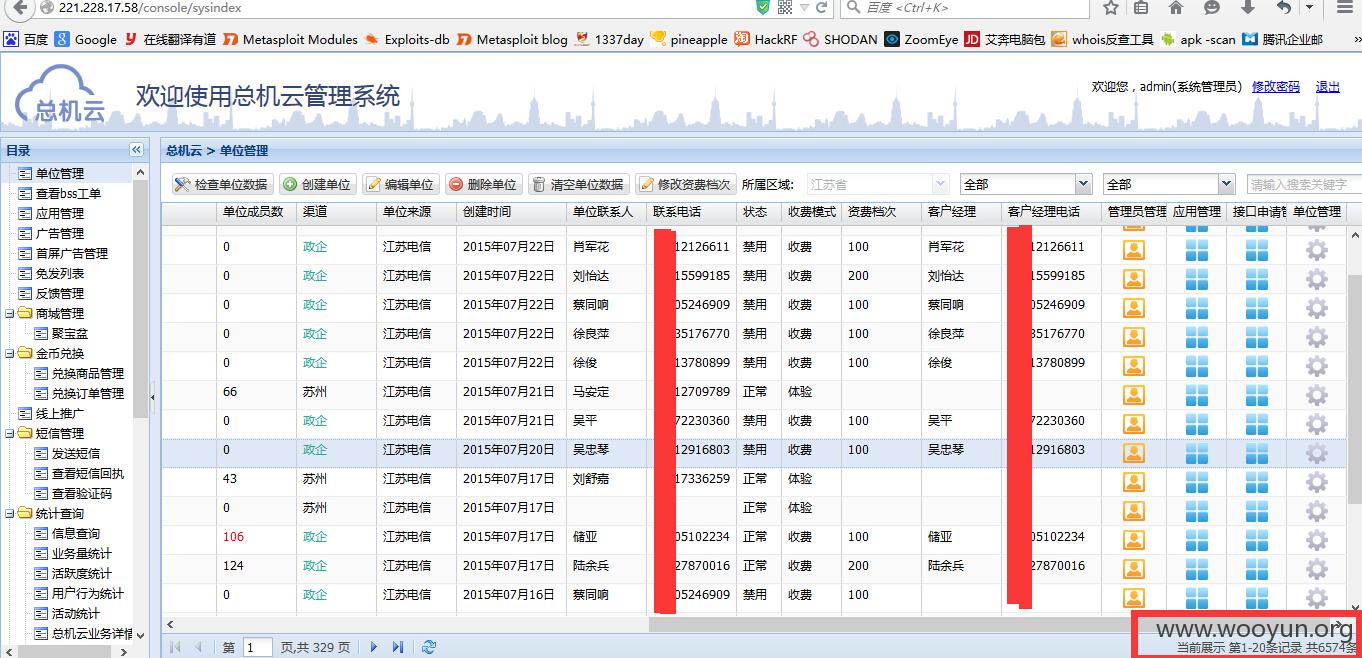 221.228.17.58/console/sysindex
百度 <Ctrl+K>
百度 Google 在线翻译有道 Metasploit Modules Exploits-db Metasploit blog 1337day pineapple HackRF SHODAN ZoomEye 艾奔电脑包 whois反查工具 apk -scan 腾讯企业邮
总机云
欢迎使用总机云管理系统
欢迎您，admin(系统管理员) 修改密码 退出
目录
单位管理
查看bss工单
应用管理
广告管理
首屏广告管理
免发列表
反馈管理
商城管理
聚宝盆
金币兑换
兑换商品管理
兑换订单管理
线上推广
短信管理
发送短信
查看短信回执
查看验证码
统计查询
信息查询
业务量统计
活跃度统计
用户行为统计
活动统计
总机云业务详情
总机云 > 单位管理
检查单位数据 创建单位 编辑单位 删除单位 清空单位数据 修改资费档次 所属区域: 江苏省 全部 全部 请输入搜索关键字
单位成员数 渠道 单位来源 创建时间 单位联系人 联系电话 状态 收费模式 资费档次 客户经理 客户经理电话 管理员管理 应用管理 接口申请管 单位管理
0 政企 江苏电信 2015年07月22日 肖军花 12126611 禁用 收费 100 肖军花 12126611
0 政企 江苏电信 2015年07月22日 刘怡达 15599185 禁用 收费 200 刘怡达 15599185
0 政企 江苏电信 2015年07月22日 蔡同响 05246909 禁用 收费 100 蔡同响 05246909
0 政企 江苏电信 2015年07月22日 徐良萍 35176770 禁用 收费 100 徐良萍 35176770
0 政企 江苏电信 2015年07月22日 徐俊 13780899 禁用 收费 100 徐俊 13780899
66 苏州 江苏电信 2015年07月21日 马安定 12709789 正常 体验
0 政企 江苏电信 2015年07月21日 吴平 72230360 禁用 收费 100 吴平 72230360
0 政企 江苏电信 2015年07月20日 吴忠琴 12916803 禁用 收费 100 吴忠琴 12916803
43 苏州 江苏电信 2015年07月17日 刘舒嘉 17336259 正常 体验
0 苏州 江苏电信 2015年07月17日 正常 体验
106 政企 江苏电信 2015年07月17日 储亚 05102234 正常 收费 100 储亚 05102234
124 政企 江苏电信 2015年07月17日 陆余兵 27870016 正常 收费 200 陆余兵 27870016
0 政企 江苏电信 2015年07月16日 蔡同响 05246909 禁用 收费 100 蔡同响 05246909
第 1 页,共 329 页
www.wooyun.org
当前展示 第1-20条记录 共6574条